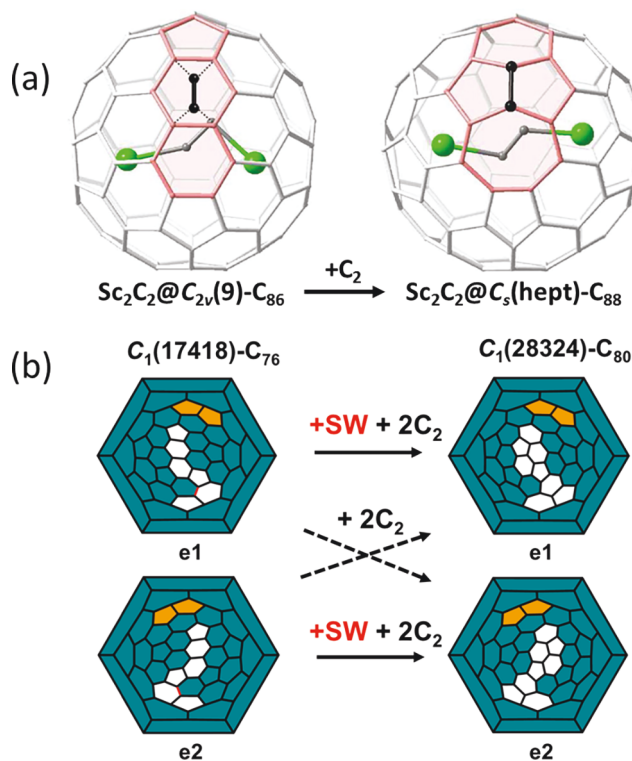 (a)
+C₂
Sc₂C₂@C₂ᵥ(9)-C₈₆
Sc₂C₂@Cₛ(hept)-C₈₈
(b)
C₁(17418)-C₇₆
C₁(28324)-C₈₀
+SW + 2C₂
e1
e1
+ 2C₂
+SW + 2C₂
e2
e2